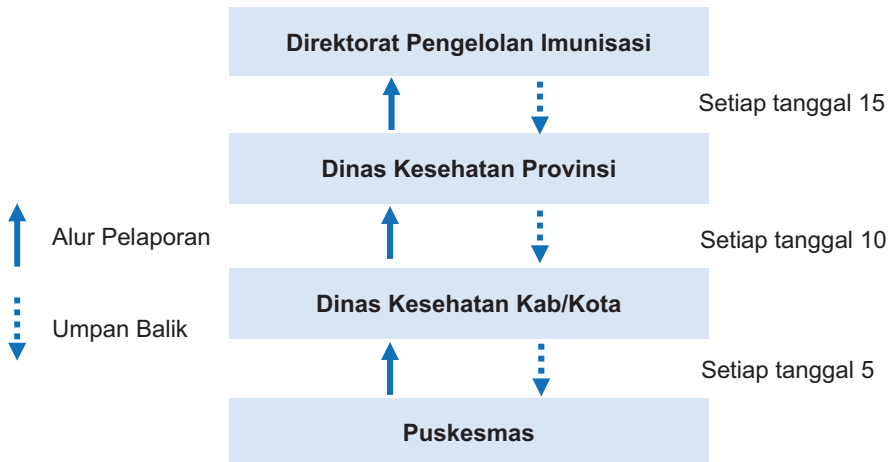 Direktorat Pengelolan Imunisasi
Setiap tanggal 15
Dinas Kesehatan Provinsi
Alur Pelaporan
Setiap tanggal 10
Dinas Kesehatan Kab/Kota
Umpan Balik
Setiap tanggal 5
Puskesmas